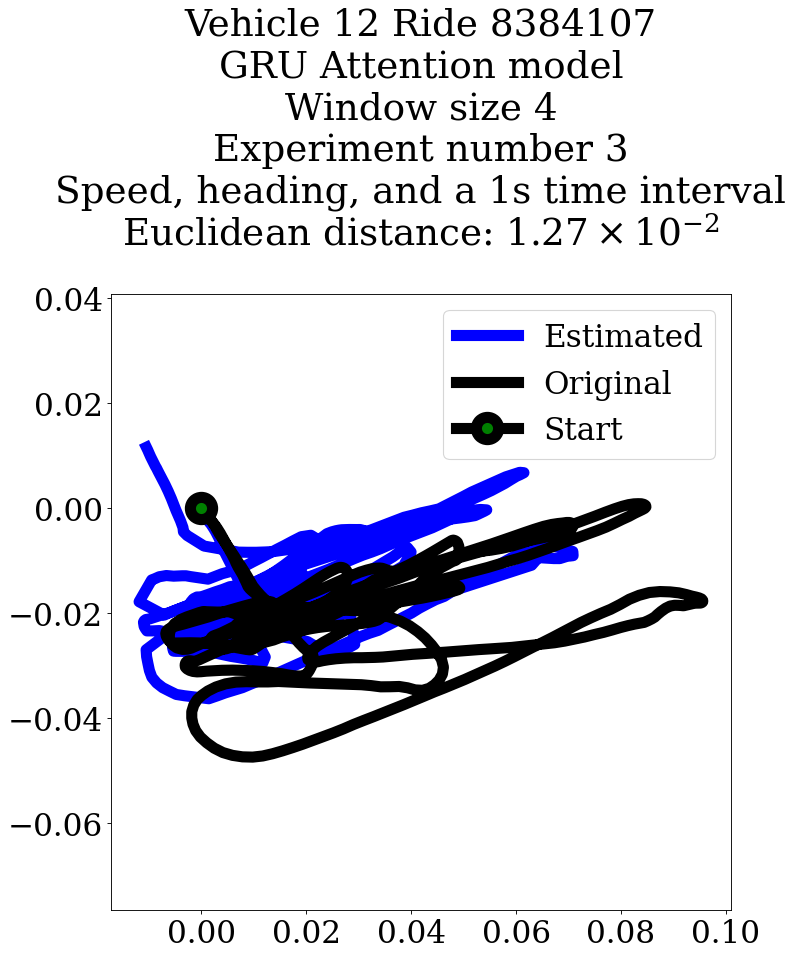 Vehicle 12 Ride 8384107
GRU Attention model
Window size 4
Experiment number 3
Speed, heading, and a 1s time interval
Euclidean distance: 1.27 × 10⁻²
0.04
Estimated
0.02
Original
Start
0.00
−0.02
−0.04
−0.06
0.00 0.02 0.04 0.06 0.08 0.10